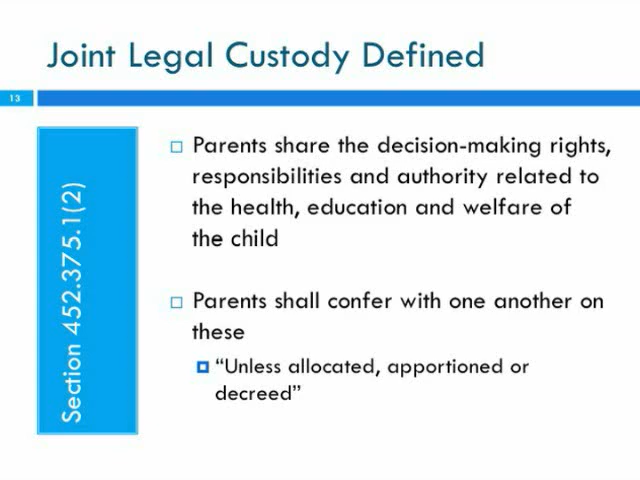 Joint Legal Custody Defined
13
Section 452.375.1(2)
Parents share the decision-making rights,
responsibilities and authority related to
the health, education and welfare of
the child
Parents shall confer with one another on
these
“Unless allocated, apportioned or
decreed”